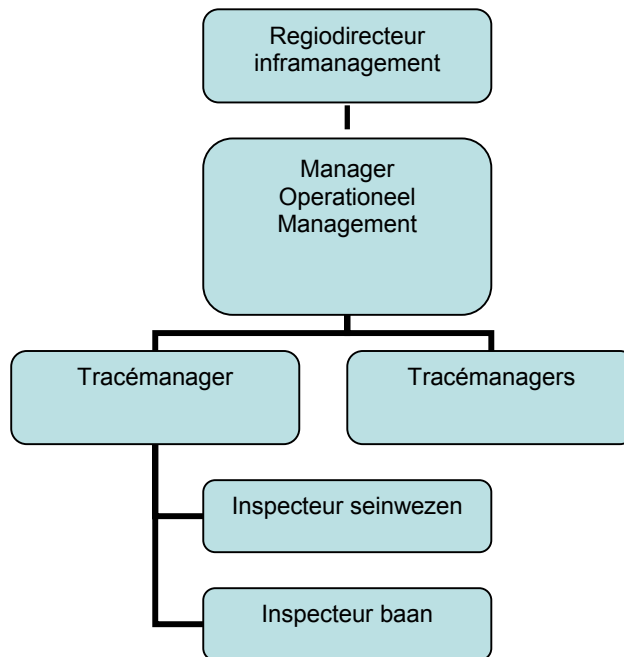 Regiodirecteur
inframanagement
Manager
Operationeel
Management
Tracémanager
Tracémanagers
Inspecteur seinwezen
Inspecteur baan